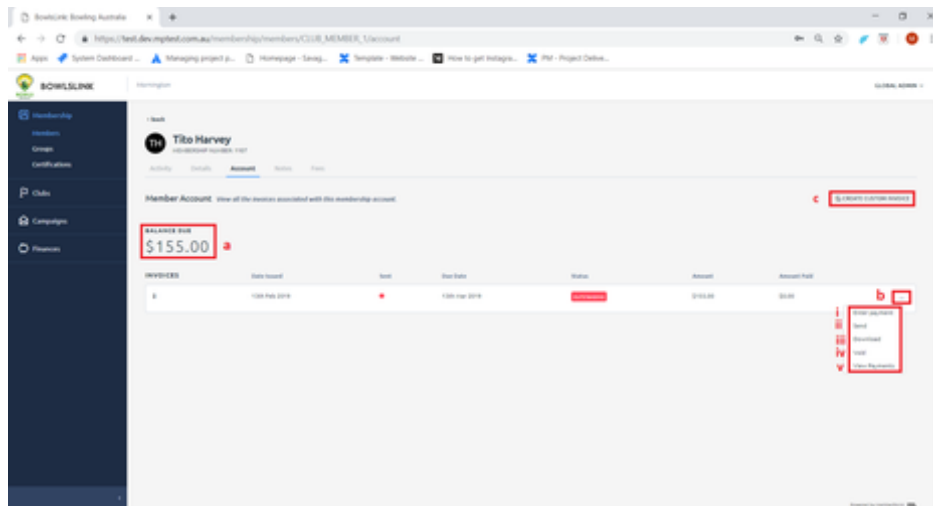 BowlsLink: Bowling Australia
https://test.dev.mptest.com.au/membership/members/CLUB_MEMBER_1/account
Apps System Dashboard ... Managing project p... Homepage - Savag... Template - Website ... How to get Instagra... PM - Project Delive...
BOWLSLINK Mornington GLOBAL ADMIN
Membership
Members
Groups
Certifications
Clubs
Campaigns
Finances
‹ Back
TH Tito Harvey
MEMBERSHIP NUMBER:
Activity Details Account Notes Fees
Member Account View all the invoices associated with this membership account.
c CREATE CUSTOM INVOICE
BALANCE DUE
$155.00 a
INVOICES Date Issued Sent Due Date Status Amount Amount Paid
13th Feb 2019 13th Mar 2019 $155.00 $0.00 b
i Enter payment
ii Send
iii Download
iv Void
v View Payments